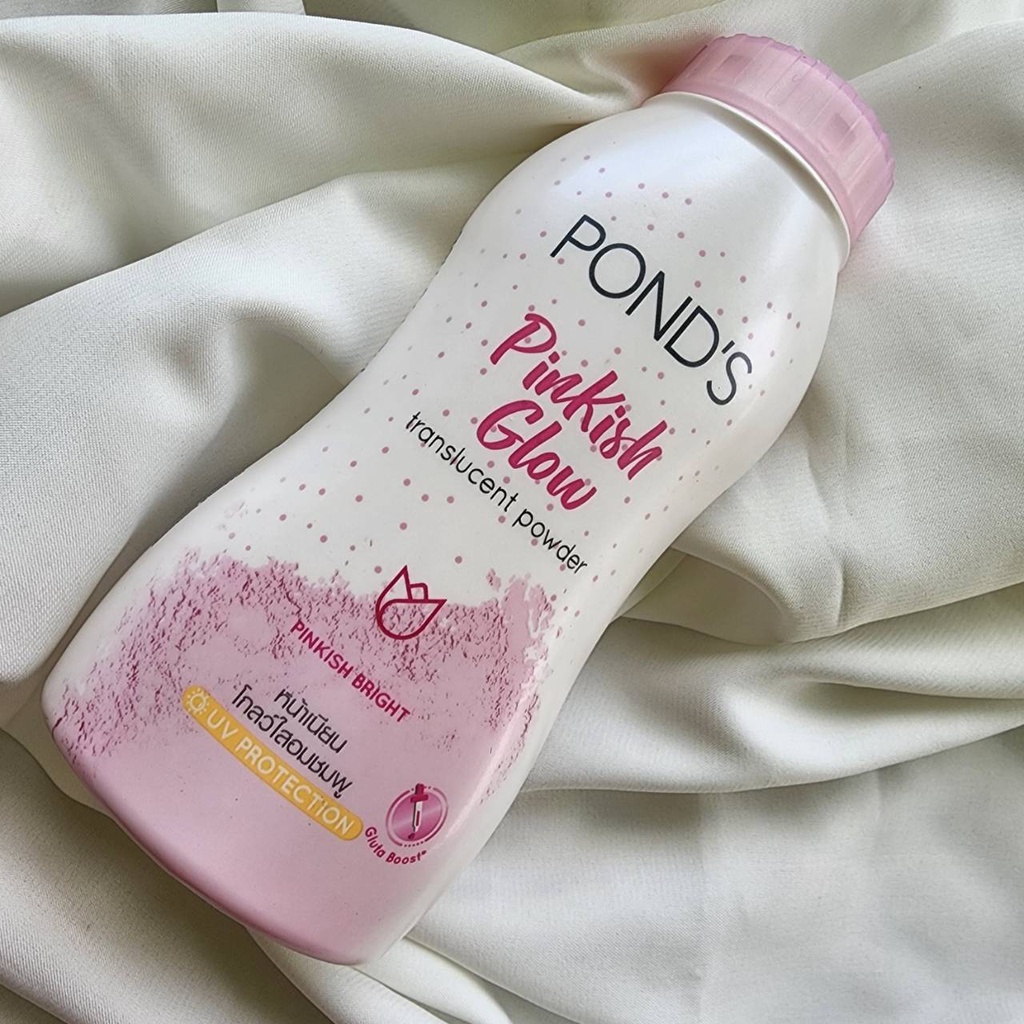 POND'S
Pinkish
Glow
translucent powder
PINKISH BRIGHT
หน้าเนียน
โกลว์ใสอมชมพู
UV PROTECTION
Gluta Boost*